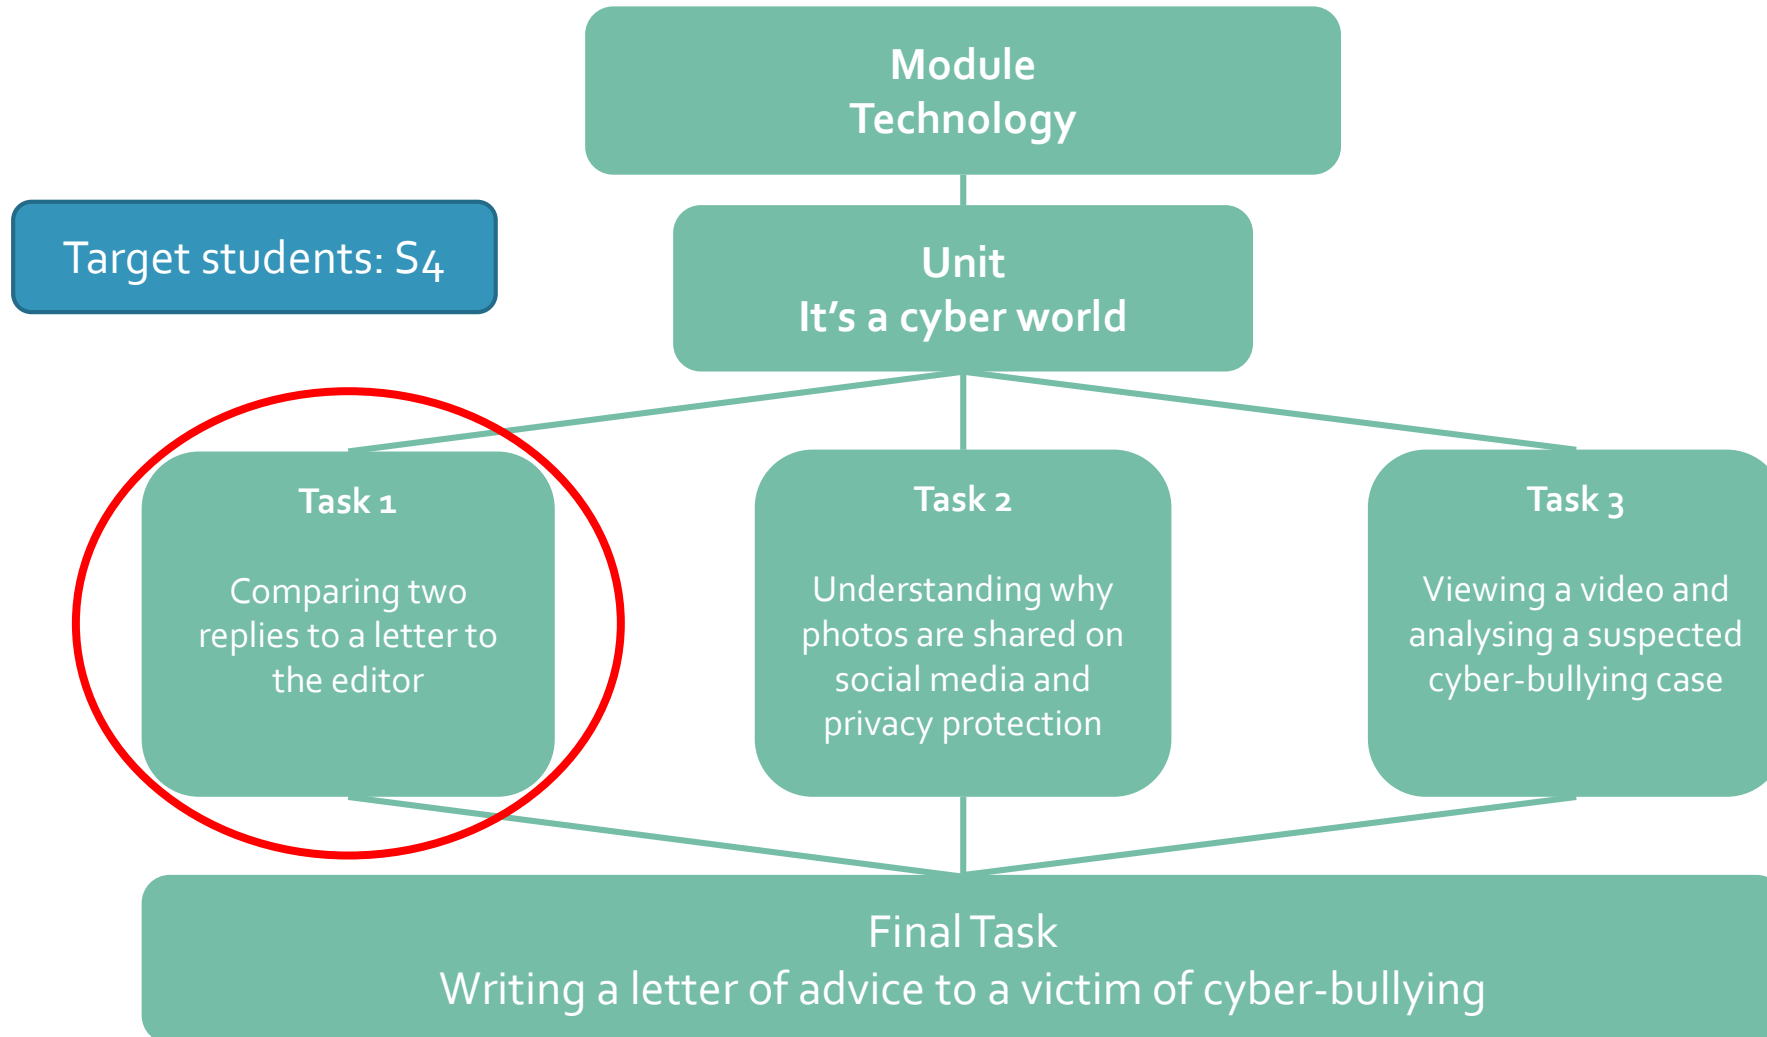 Module
Technology
Target students: S4
Unit
It's a cyber world
Task 1
Comparing two
replies to a letter to
the editor
Task 2
Understanding why
photos are shared on
social media and
privacy protection
Task 3
Viewing a video and
analysing a suspected
cyber-bullying case
Final Task
Writing a letter of advice to a victim of cyber-bullying